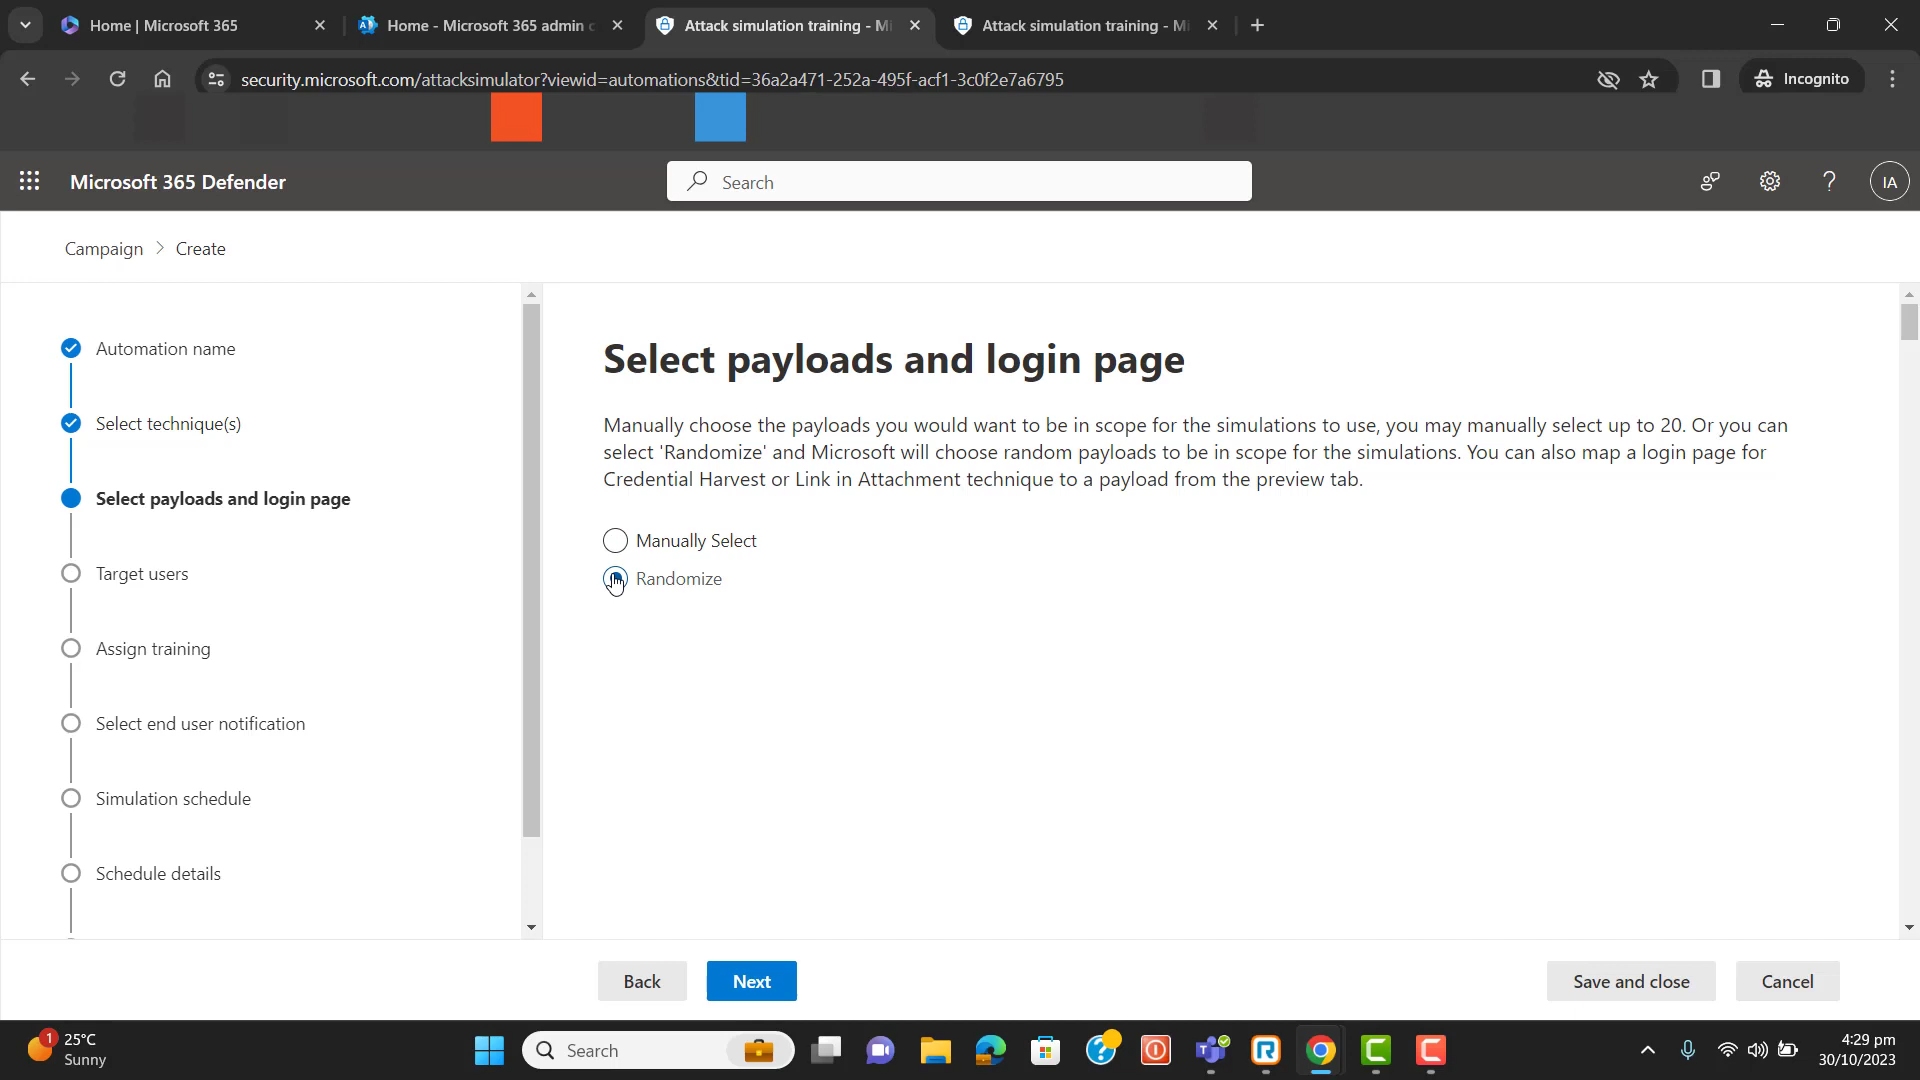 Home | Microsoft 365
Home - Microsoft 365 admin c
Attack simulation training - Mi
Attack simulation training - Mi
security.microsoft.com/attacksimulator?viewid=automations&tid=36a2a471-252a-495f-acf1-3c0f2e7a6795
Incognito
Microsoft 365 Defender
Search
IA
Campaign > Create
Automation name
Select technique(s)
Select payloads and login page
Target users
Assign training
Select end user notification
Simulation schedule
Schedule details
Select payloads and login page
Manually choose the payloads you would want to be in scope for the simulations to use, you may manually select up to 20. Or you can
select 'Randomize' and Microsoft will choose random payloads to be in scope for the simulations. You can also map a login page for
Credential Harvest or Link in Attachment technique to a payload from the preview tab.
Manually Select
Randomize
Back
Next
Save and close
Cancel
1
25°C
Sunny
Search
4:29 pm
30/10/2023